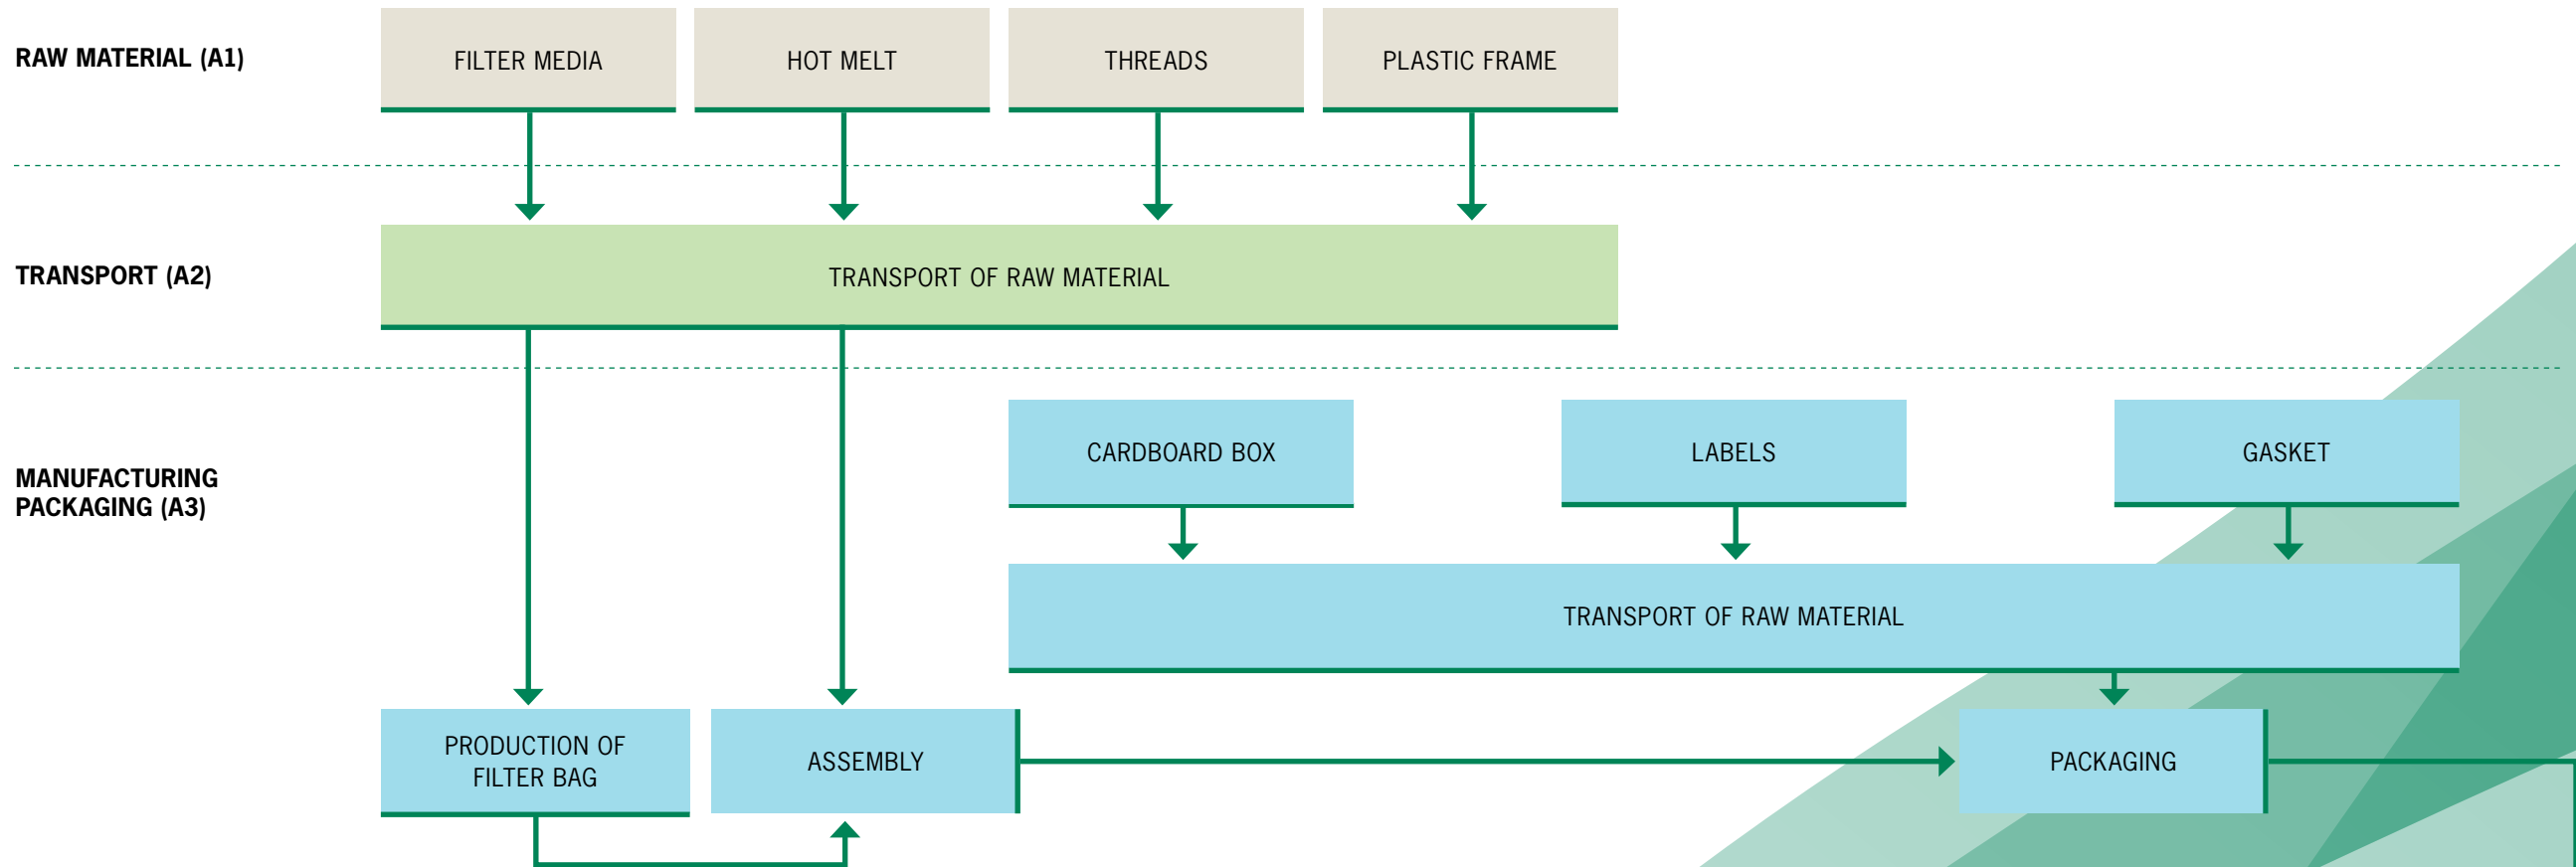 RAW MATERIAL (A1)
FILTER MEDIA
HOT MELT
THREADS
PLASTIC FRAME
TRANSPORT (A2)
TRANSPORT OF RAW MATERIAL
MANUFACTURING
PACKAGING (A3)
CARDBOARD BOX
LABELS
GASKET
TRANSPORT OF RAW MATERIAL
PRODUCTION OF
FILTER BAG
ASSEMBLY
PACKAGING